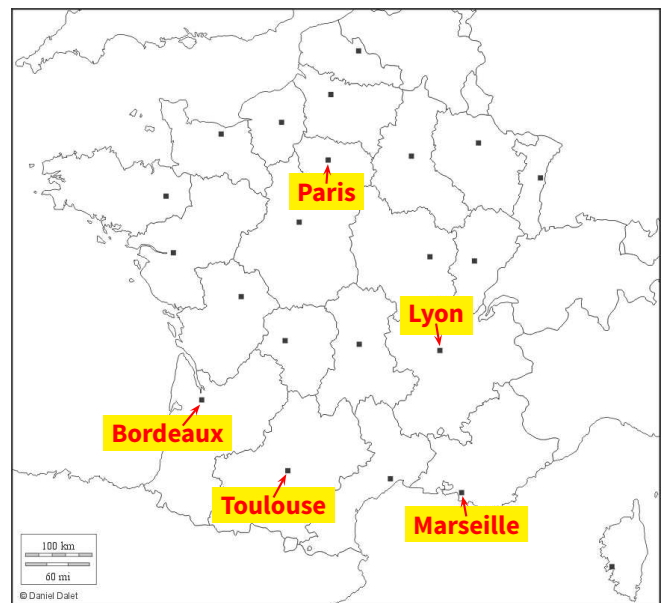 Paris
Lyon
Bordeaux
Toulouse
Marseille
100 km
60 mi
© Daniel Dalet